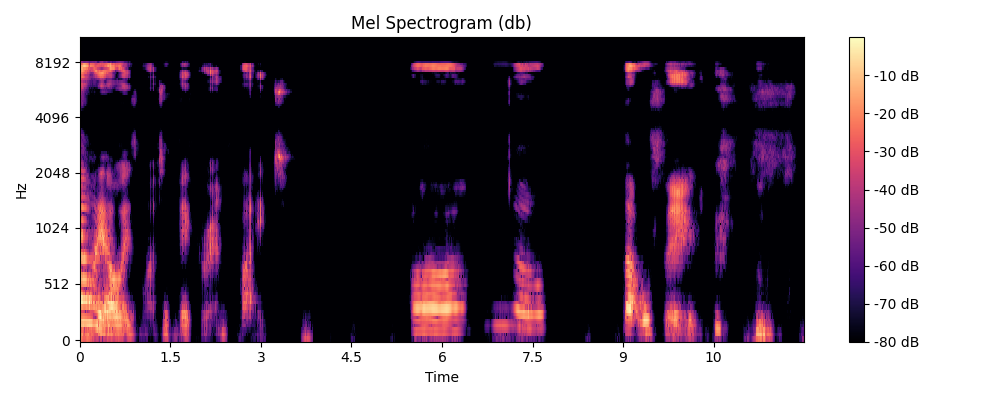 Mel Spectrogram (db)
8192
4096
2048
1024
512
0
Hz
0 1.5 3 4.5 6 7.5 9 10
Time
-10 dB
-20 dB
-30 dB
-40 dB
-50 dB
-60 dB
-70 dB
-80 dB